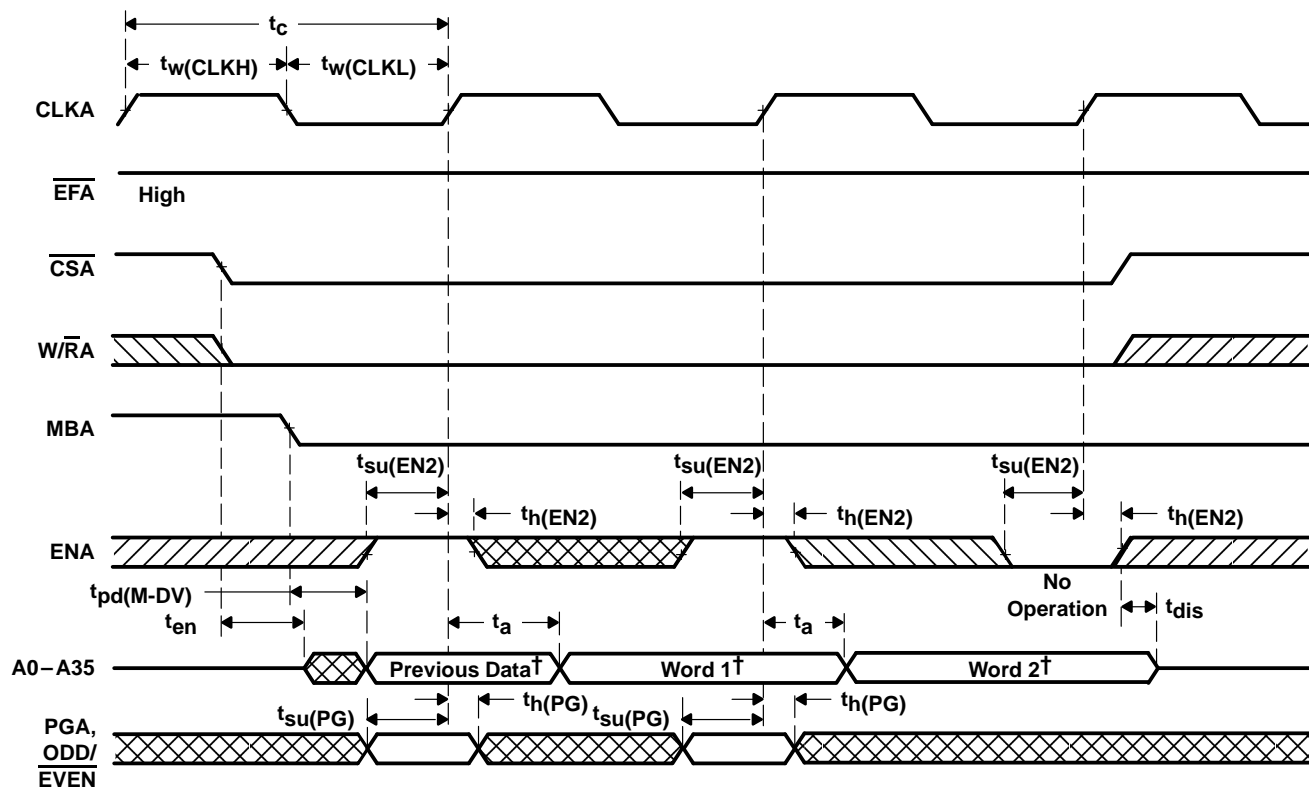 tc
tw(CLKH)
tw(CLKL)
CLKA
EFA
High
CSA
W/RA
MBA
tsu(EN2)
tsu(EN2)
tsu(EN2)
th(EN2)
th(EN2)
th(EN2)
ENA
No
Operation
tpd(M-DV)
ten
ta
ta
tdis
A0–A35
Previous Data†
Word 1†
Word 2†
tsu(PG)
th(PG)
tsu(PG)
th(PG)
PGA,
ODD/
EVEN